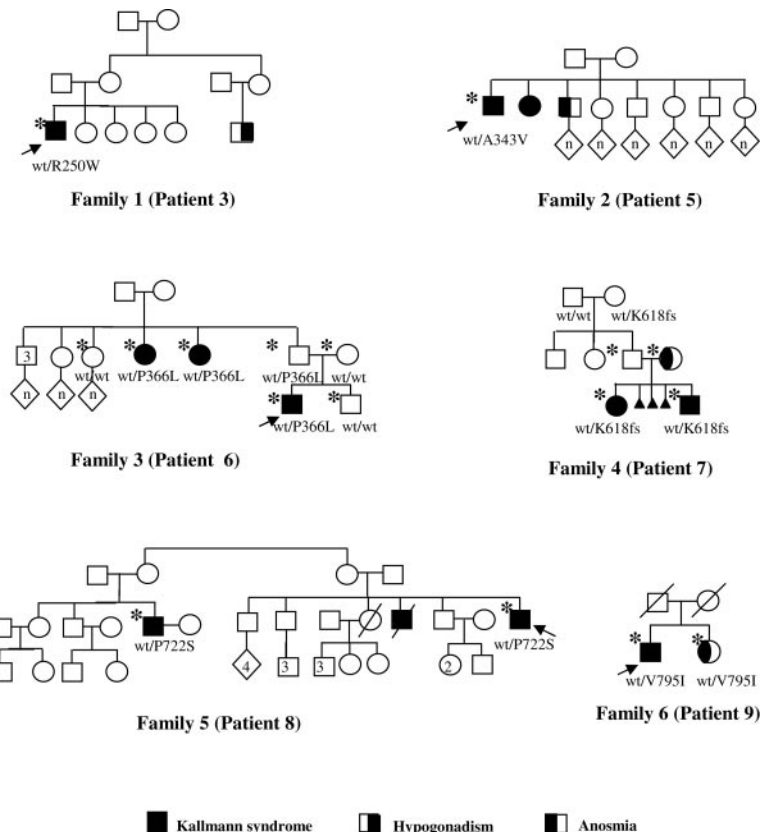 *
wt/R250W
Family 1 (Patient 3)
*
wt/A343V
n n n n n n
Family 2 (Patient 5)
3 * * * * *
wt/wt wt/P366L wt/P366L wt/P366L wt/wt
n n n
* *
wt/P366L wt/wt
Family 3 (Patient 6)
wt/wt wt/K618fs
* *
* *
wt/K618fs wt/K618fs
Family 4 (Patient 7)
* *
wt/P722S wt/P722S
4 3 3 2
Family 5 (Patient 8)
* *
wt/V795I wt/V795I
Family 6 (Patient 9)
Kallmann syndrome Hypogonadism Anosmia